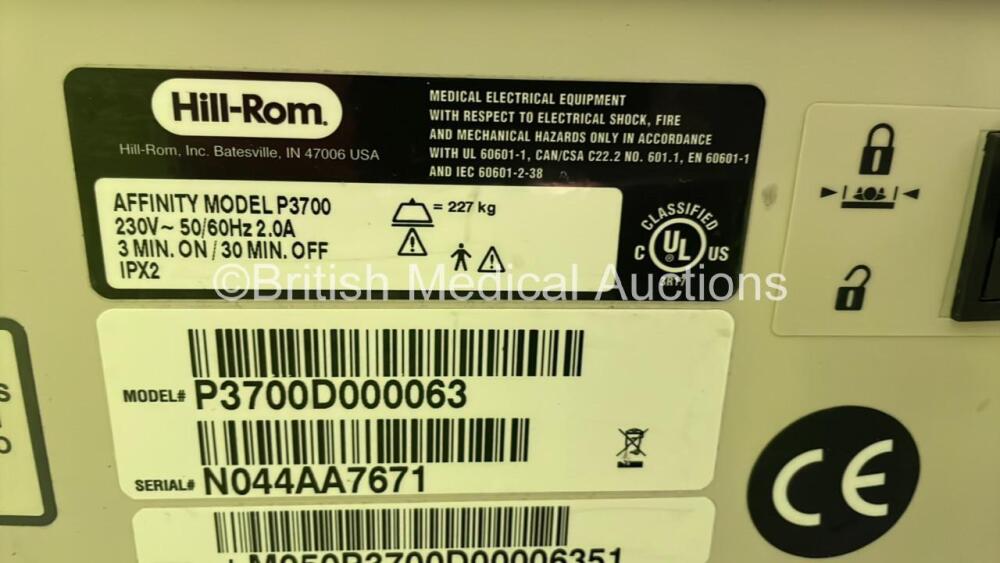 Hill-Rom.
Hill-Rom, Inc. Batesville, IN 47006 USA
MEDICAL ELECTRICAL EQUIPMENT
WITH RESPECT TO ELECTRICAL SHOCK, FIRE
AND MECHANICAL HAZARDS ONLY IN ACCORDANCE
WITH UL 60601-1, CAN/CSA C22.2 NO. 601.1, EN 60601-1
AND IEC 60601-2-38
AFFINITY MODEL P3700
230V~ 50/60Hz 2.0A
3 MIN. ON / 30 MIN. OFF
IPX2
= 227 kg
CLASSIFIED
C UL US
®
©British Medical Auctions
MODEL# P3700D000063
SERIAL# N044AA7671
CE
S
O